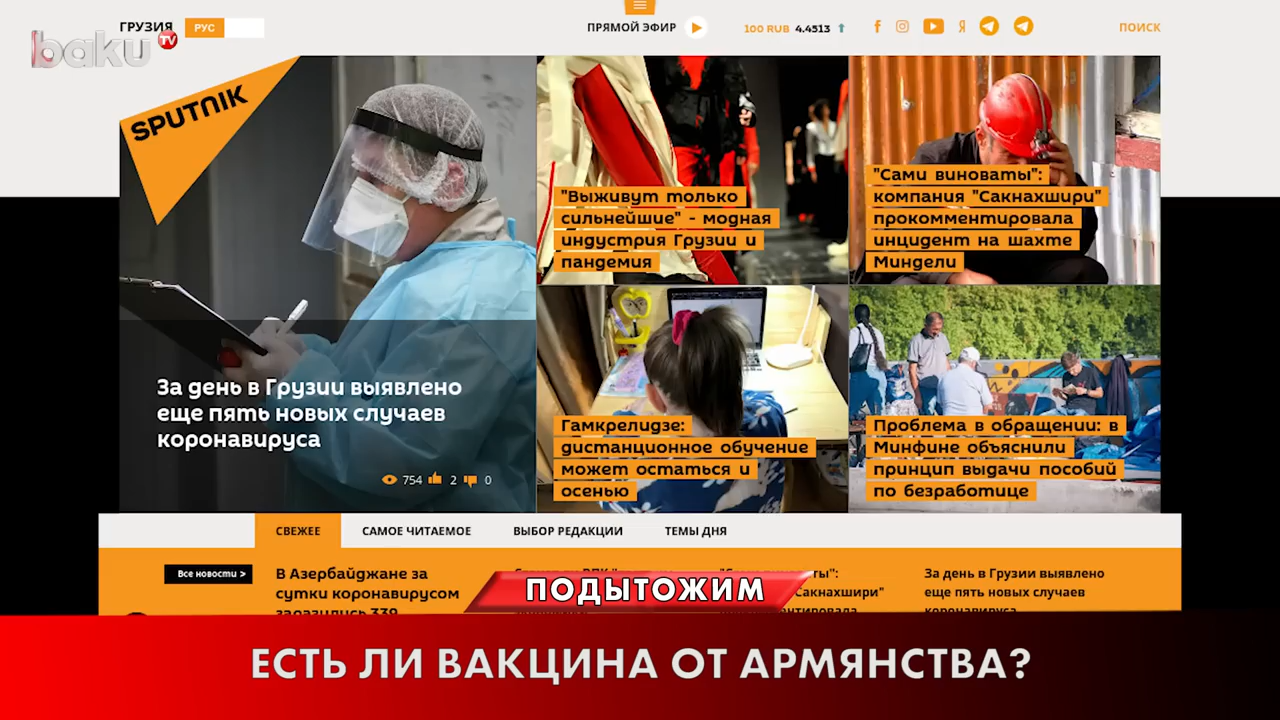 ГРУЗИЯ
РУС
ПРЯМОЙ ЭФИР
100 RUB 4.4513
Я
ПОИСК
baku TV
SPUTNIK
За день в Грузии выявлено
еще пять новых случаев
коронавируса
754 2 0
"Выживут только
сильнейшие" - модная
индустрия Грузии и
пандемия
"Сами виноваты":
компания "Сакнахшири"
прокомментировала
инцидент на шахте
Миндели
Гамкрелидзе:
дистанционное обучение
может остаться и
осенью
Проблема в обращении: в
Минфине объяснили
принцип выдачи пособий
по безработице
СВЕЖЕЕ
САМОЕ ЧИТАЕМОЕ
ВЫБОР РЕДАКЦИИ
ТЕМЫ ДНЯ
Все новости >
В Азербайджане за
сутки коронавирусом
заразились 339
Сакнахшири"
За день в Грузии выявлено
еще пять новых случаев
коронавируса
ПОДЫТОЖИМ
ЕСТЬ ЛИ ВАКЦИНА ОТ АРМЯНСТВА?